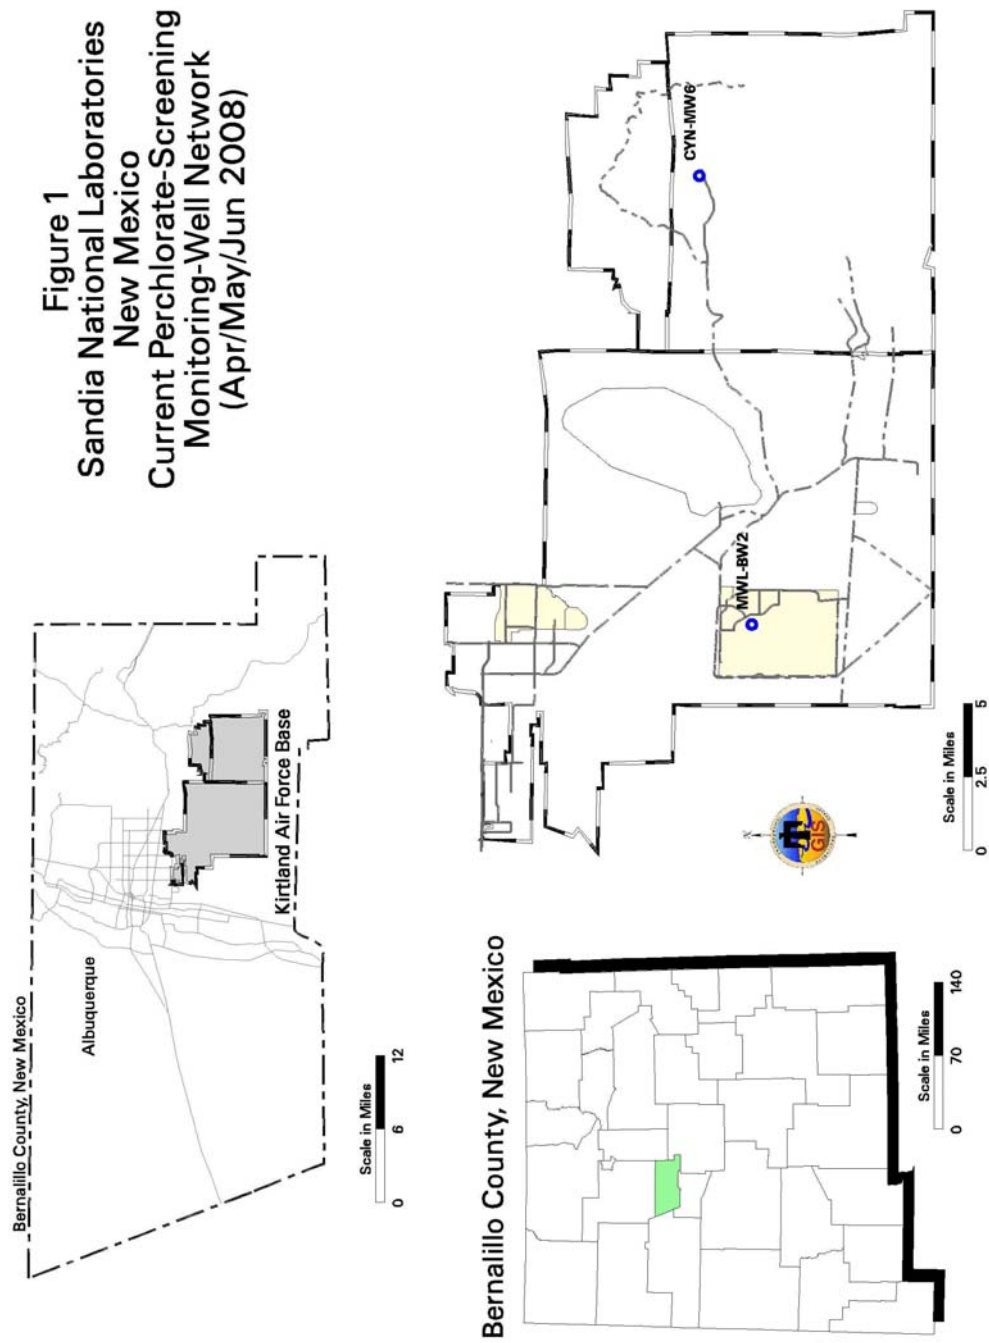 Figure 1
Sandia National Laboratories
New Mexico
Current Perchlorate-Screening
Monitoring-Well Network
(Apr/May/Jun 2008)
Bernalillo County, New Mexico
Albuquerque
Kirtland Air Force Base
Scale in Miles
0 6 12
Bernalillo County, New Mexico
Scale in Miles
0 70 140
CYN-MW6
MWL-BW2
N
GIS
Scale in Miles
0 2.5 5